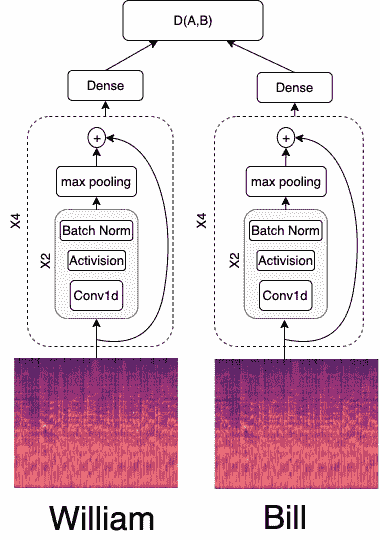 D(A,B)
Dense Dense
+ +
max pooling max pooling
X4 X4
Batch Norm Batch Norm
X2 X2
Activision Activision
Conv1d Conv1d
William Bill